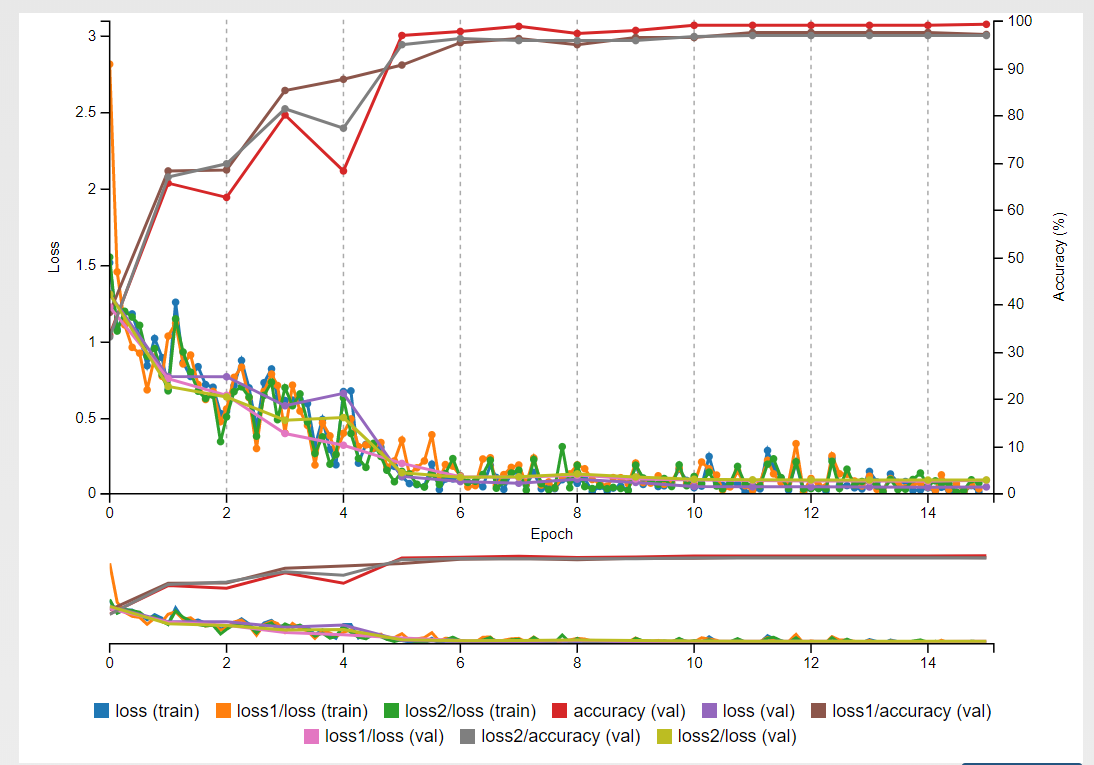 3
2.5
2
1.5
1
0.5
0
Loss
100
90
80
70
60
50
40
30
20
10
0
Accuracy (%)
0 2 4 6 8 10 12 14
Epoch
0 2 4 6 8 10 12 14
loss (train) loss1/loss (train) loss2/loss (train) accuracy (val) loss (val) loss1/accuracy (val)
loss1/loss (val) loss2/accuracy (val) loss2/loss (val)